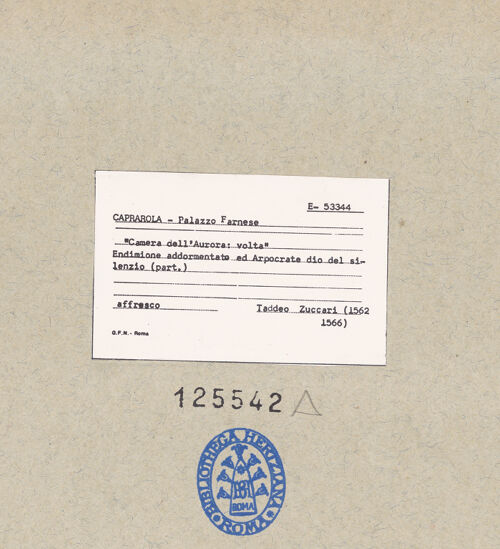 E- 53344
CAPRAROLA - Palazzo Farnese
"Camera dell'Aurora: volta"
Endimione addormentato ed Arpocrate dio del si-
lenzio (part.)
affresco Taddeo Zuccari (1562
1566)
G.F.N. - Roma
125542
BIBLIOTHECA HERTZIANA
ROMA
ROMA